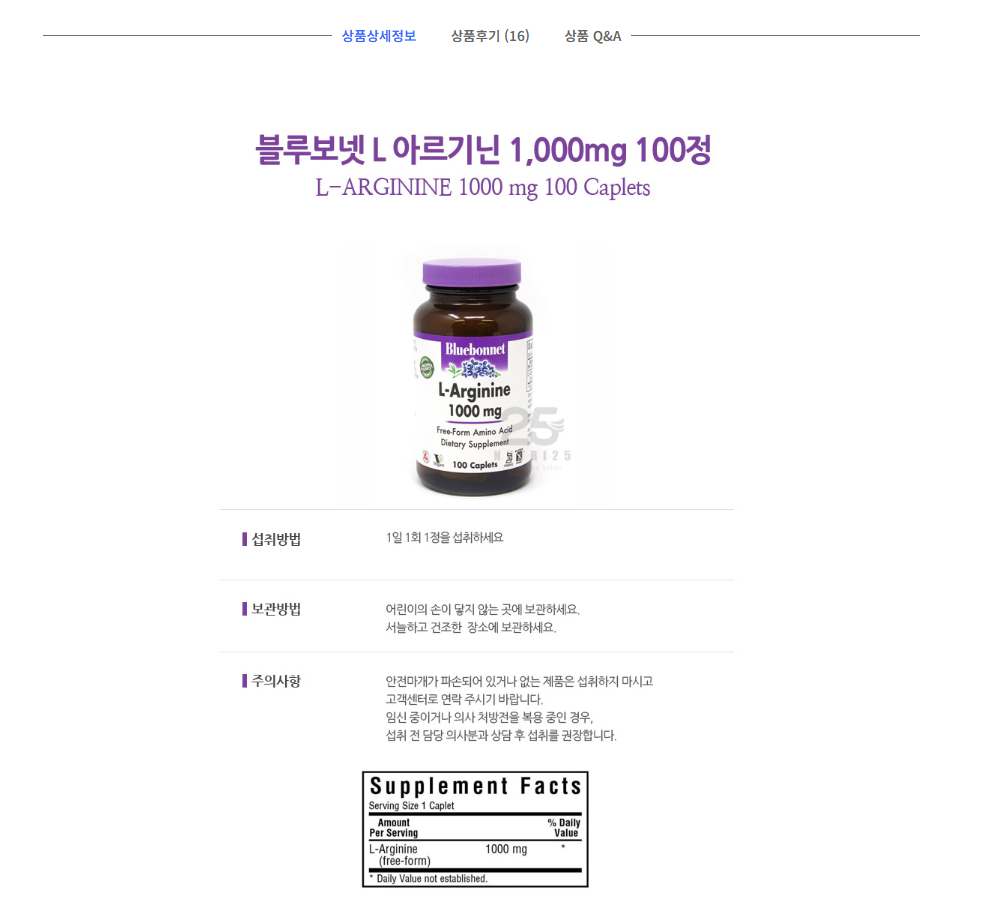 상품상세정보 상품후기 (16) 상품 Q&A
블루보넷 L 아르기닌 1,000mg 100정
L-ARGININE 1000 mg 100 Caplets
Bluebonnet
L-Arginine
1000 mg
Free-Form Amino Acid
Dietary Supplement
100 Caplets
25
섭취방법 1일 1회 1정을 섭취하세요
보관방법 어린이의 손이 닿지 않는 곳에 보관하세요.
서늘하고 건조한 장소에 보관하세요.
주의사항 안전마개가 파손되어 있거나 없는 제품은 섭취하지 마시고
고객센터로 연락 주시기 바랍니다.
임신 중이거나 의사 처방전을 복용 중인 경우,
섭취 전 담당 의사분과 상담 후 섭취를 권장합니다.
Supplement Facts
Serving Size 1 Caplet
Amount % Daily
Per Serving Value
L-Arginine 1000 mg *
(free-form)
* Daily Value not established.